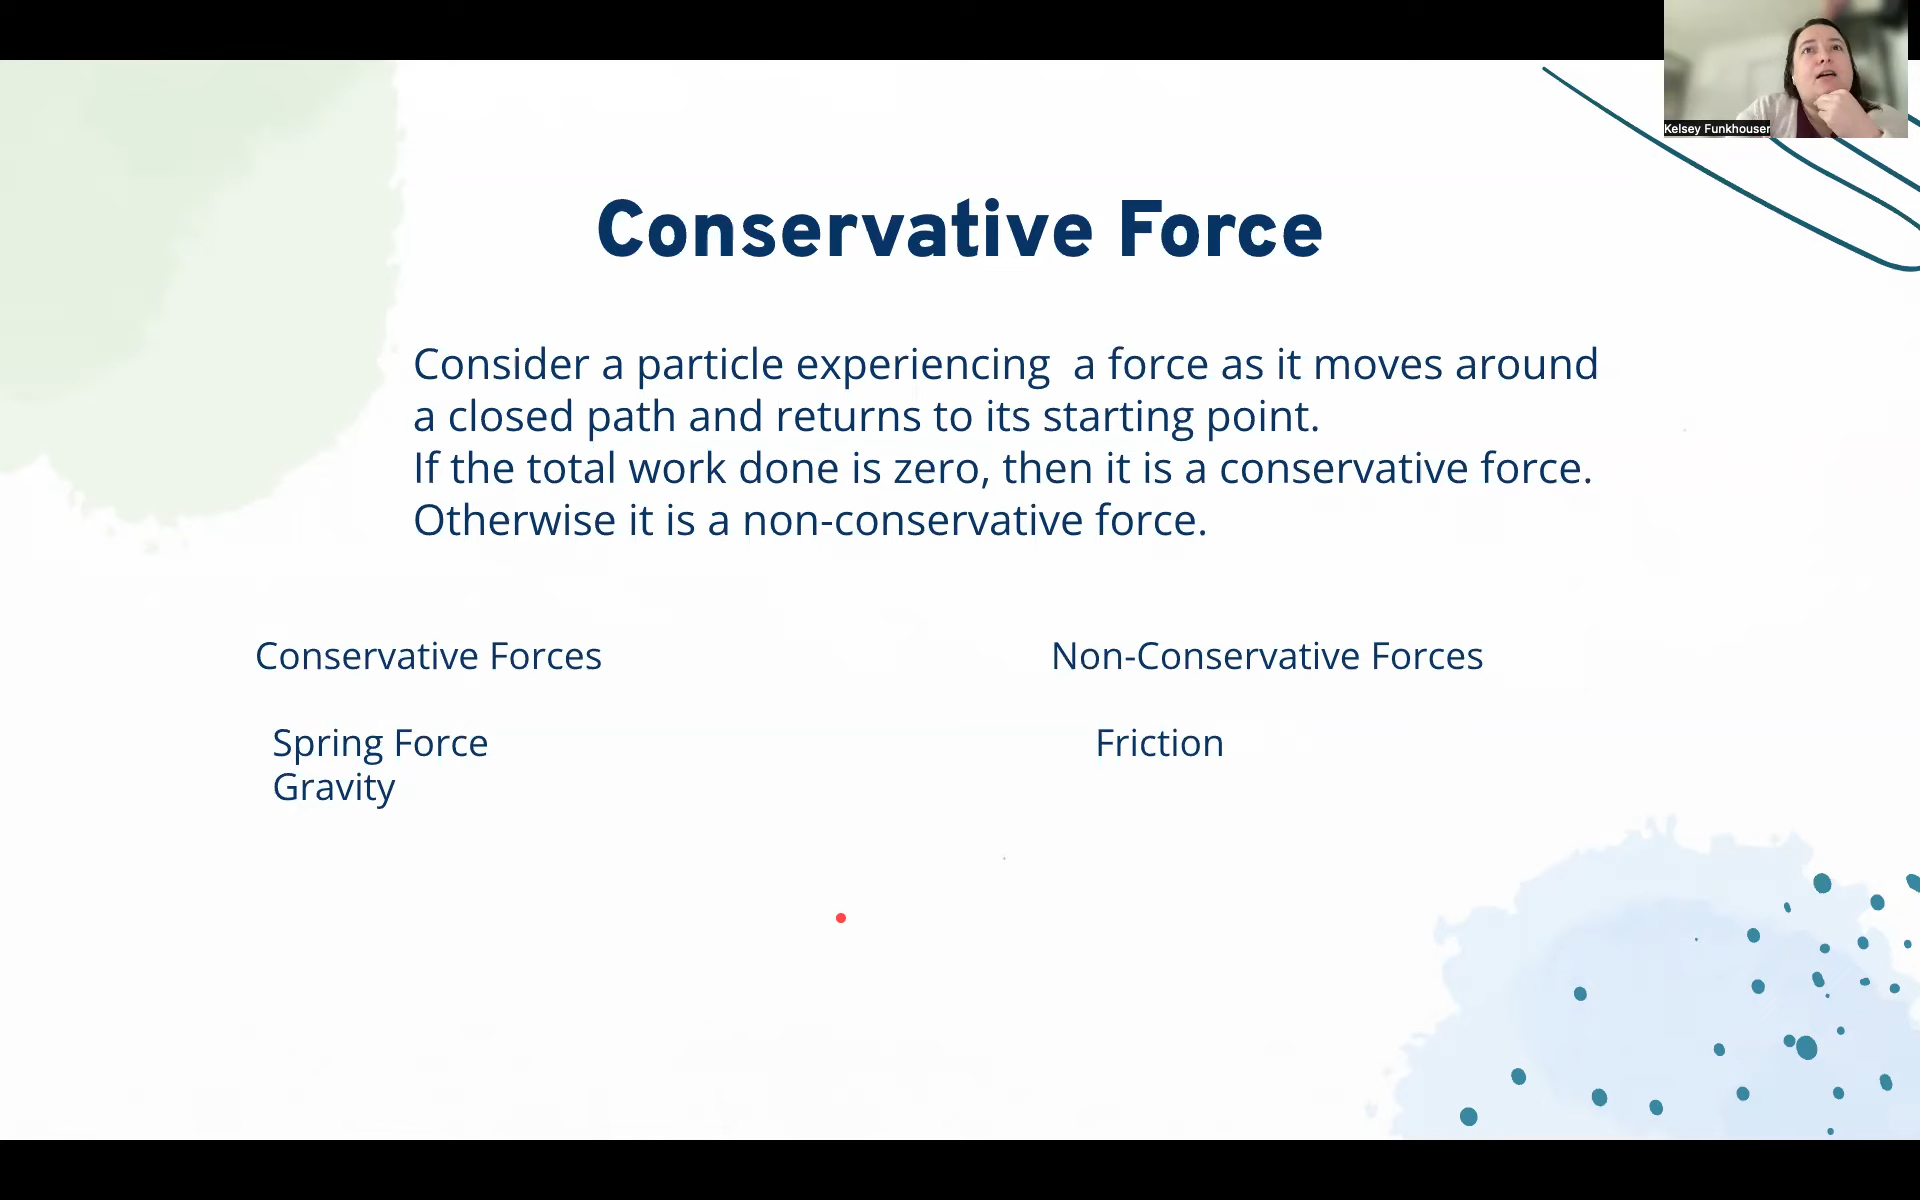 Kelsey Funkhouser
Conservative Force
Consider a particle experiencing  a force as it moves around
a closed path and returns to its starting point.
If the total work done is zero, then it is a conservative force.
Otherwise it is a non-conservative force.
Conservative Forces
Spring Force
Gravity
Non-Conservative Forces
Friction